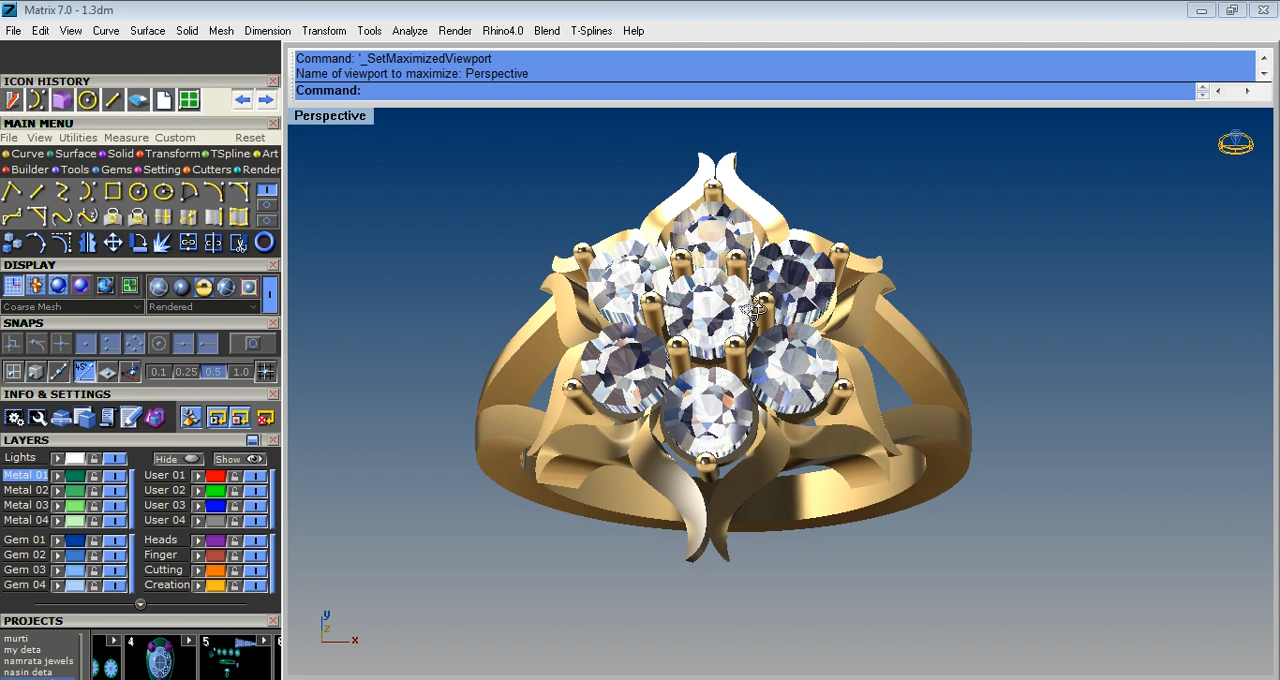 Matrix 7.0 - 1.3dm
File Edit View Curve Surface Solid Mesh Dimension Transform Tools Analyze Render Rhino4.0 Blend T-Splines Help
Command: '_SetMaximizedViewport
Name of viewport to maximize: Perspective
Command:
Perspective
ICON HISTORY
MAIN MENU
File View Utilities Measure Custom Reset
Curve Surface Solid Transform TSpline Art
Builder Tools Gems Setting Cutters Render
DISPLAY
Coarse Mesh Rendered
SNAPS
45°
0.1 0.25 0.5 1.0
INFO & SETTINGS
LAYERS
Lights Hide Show
Metal 01 User 01
Metal 02 User 02
Metal 03 User 03
Metal 04 User 04
Gem 01 Heads
Gem 02 Finger
Gem 03 Cutting
Gem 04 Creation
PROJECTS
murti
my deta
namrata jewels
nasin deta
4 5
y
z
x